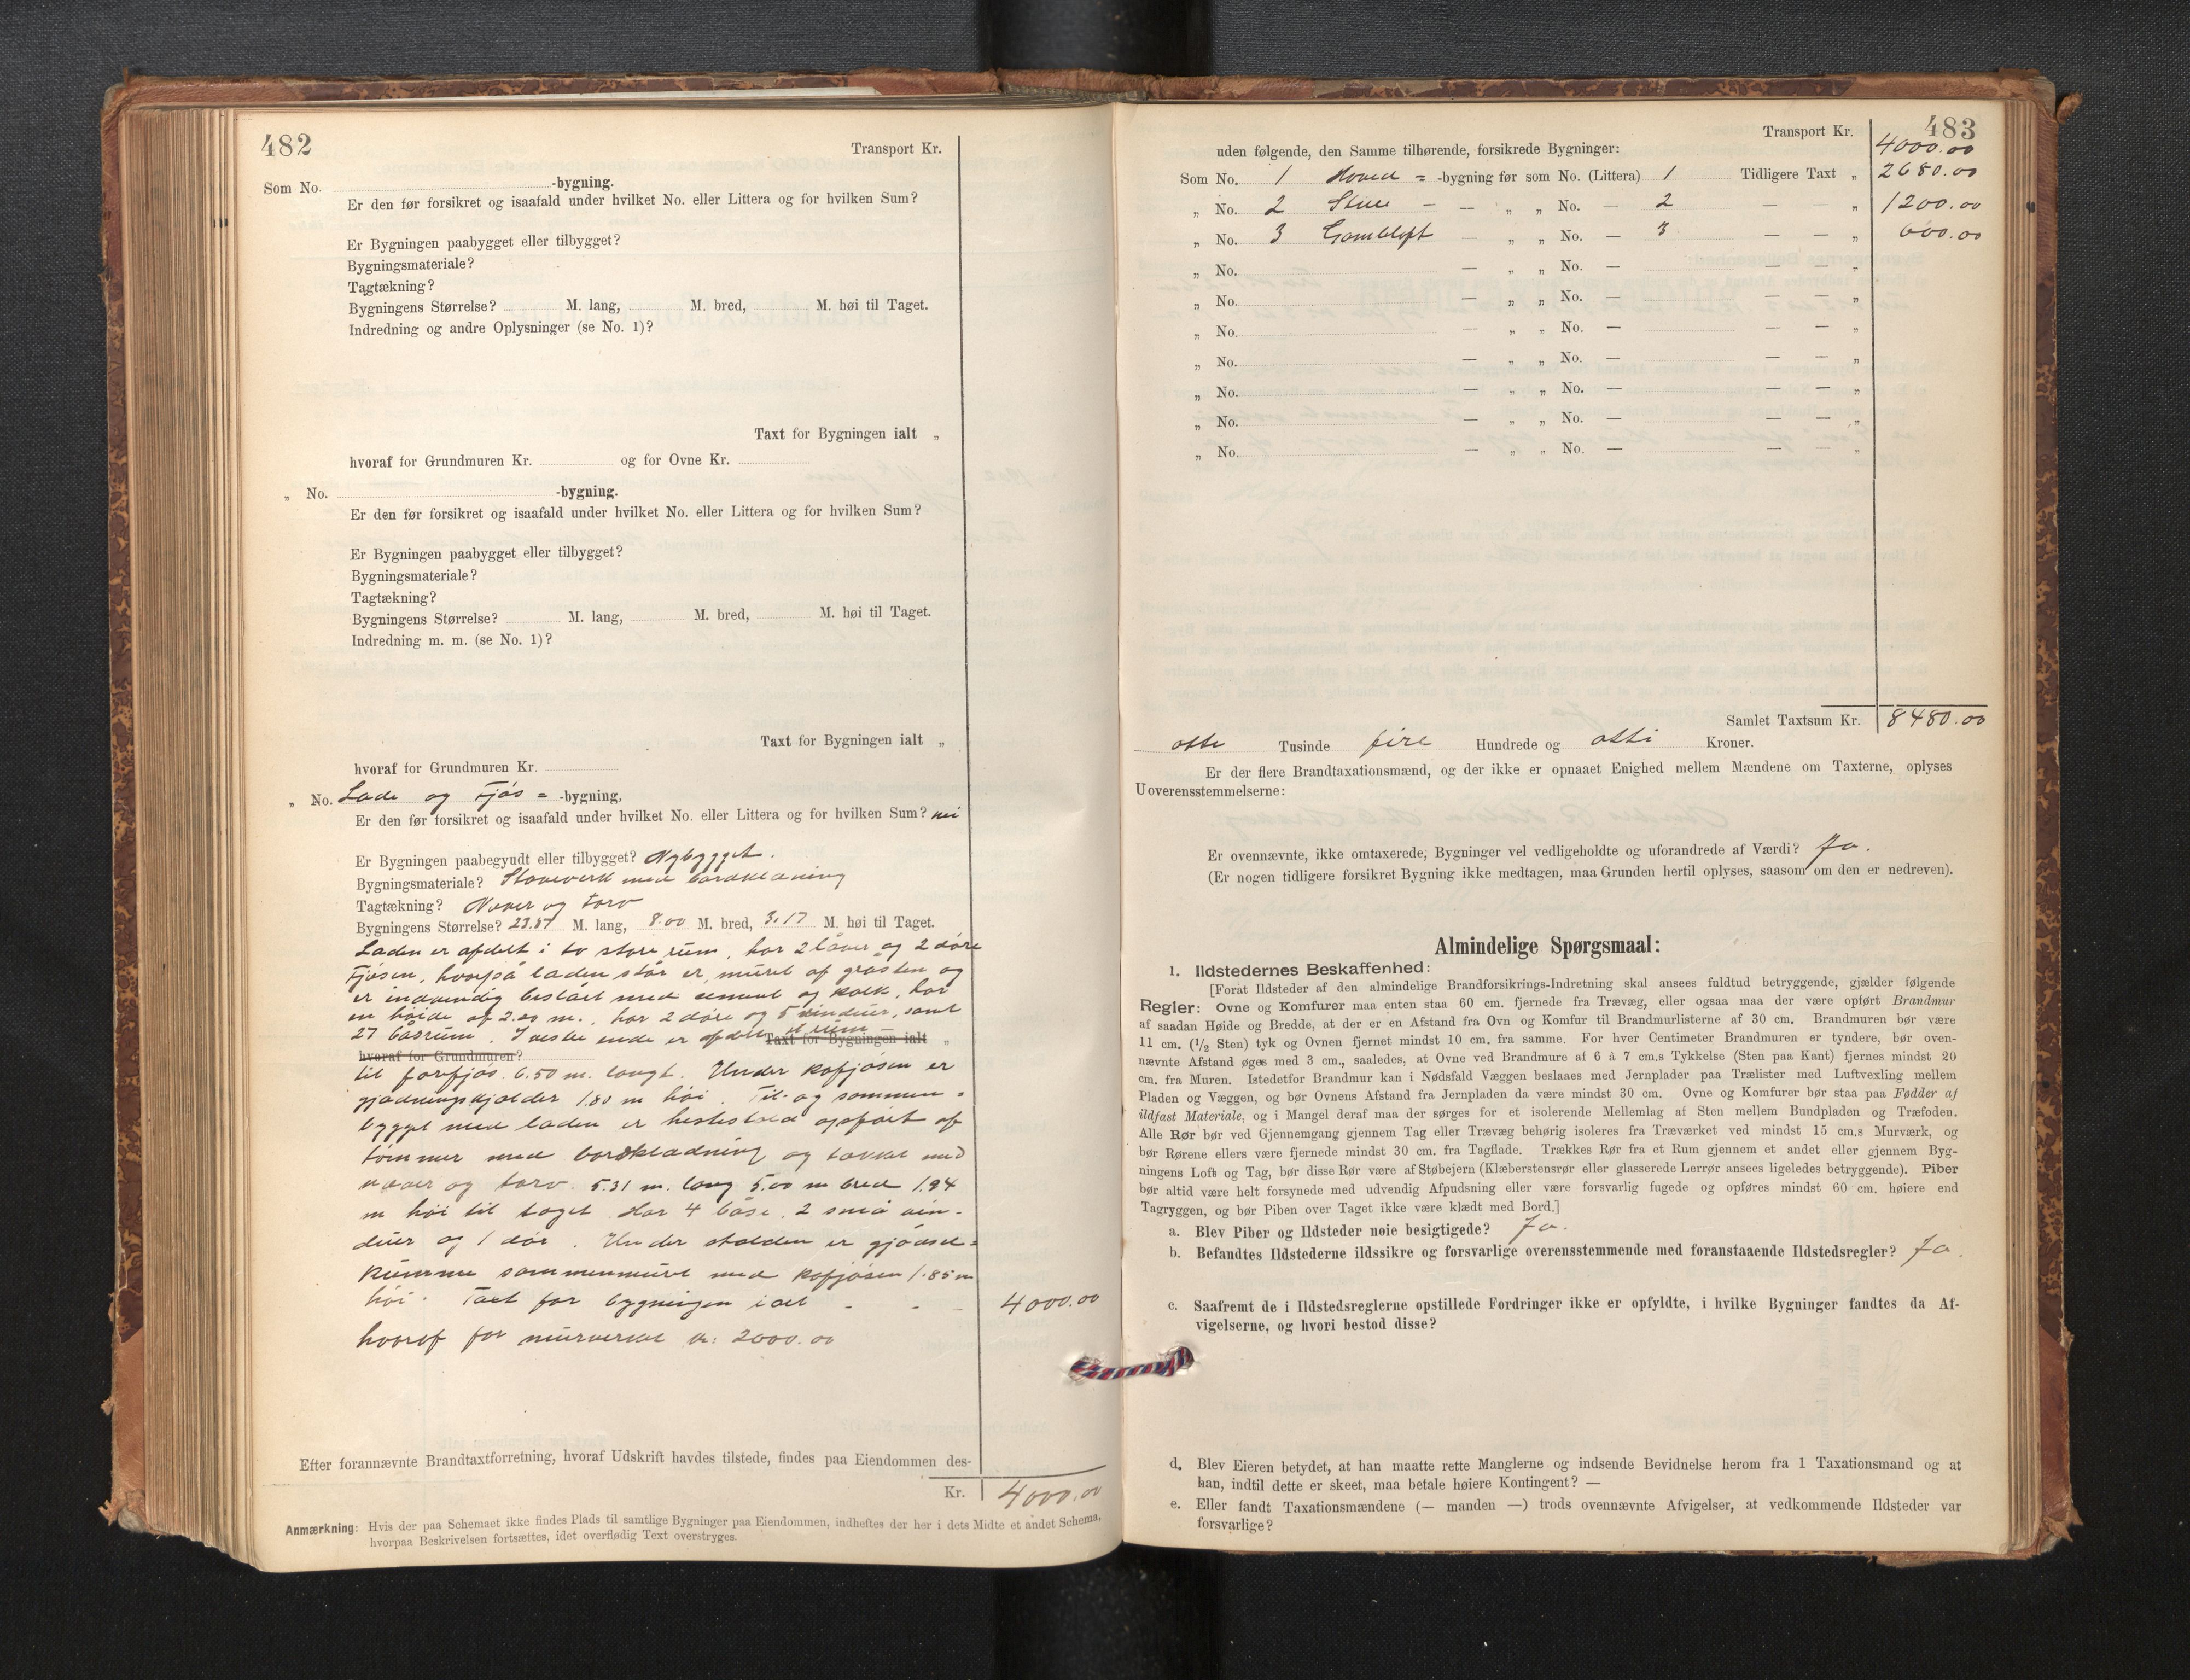 482
Transport Kr.
Som No. -bygning.
Er den før forsikret og isaafald under hvilket No. eller Littera og for hvilken Sum?
Er Bygningen paabygget eller tilbygget?
Bygningsmateriale?
Tagtækning?
Bygningens Størrelse? M. lang, M. bred, M. høi til Taget.
Indredning og andre Oplysninger (se No. 1)?
Taxt for Bygningen ialt „
hvoraf for Grundmuren Kr. og for Ovne Kr.
„ No. -bygning.
Er den før forsikret og isaafald under hvilket No. eller Littera og for hvilken Sum?
Er Bygningen paabygget eller tilbygget?
Bygningsmateriale?
Tagtækning?
Bygningens Størrelse? M. lang, M. bred, M. høi til Taget.
Indredning m. m. (se No. 1)?
Taxt for Bygningen ialt „
hvoraf for Grundmuren Kr.
„ No. Lade og Fjøs = -bygning,
Er den før forsikret og isaafald under hvilket No. eller Littera og for hvilken Sum? nei
Er Bygningen paabegyndt eller tilbygget? Nybygget.
Bygningsmateriale? Staveverk med bordklædning
Tagtækning? Næver og torv
Bygningens Størrelse? 23.87 M. lang, 8.00 M. bred, 3.17 M. høi til Taget.
Laden er afdelt i to store rum, har 2 låver og 2 døre
Fjøsen, hvorpå laden står er muret af gråsten og
er indvendig beslået med cement og kalk, har
en høide af 2.20 m., har 2 døre og 5 vinduer, samt
27 båsrum. I vestre ende er afdelt et rum Taxt for Bygningen ialt „
hvoraf for Grundmuren?
til forfjøs 6.50 m. langt. Under kofjøsen er
gjødningskjælder 1.80 m høi. Til- og sammen-
bygget med laden er hestestald opført af
tømmer med bordklædning og tækket med
næver og torv. 5.31 m. lang 5.00 m bred 1.94
m høi til taget. Har 4 båse, 2 små vin-
duer og 1 dør. Under stalden er gjødsel-
kumme sammenmuret med kofjøsen 1.85 m
høi. Taxt for bygningen ialt - - - 4000.00
hvoraf for murverket kr: 2000.00
Efter forannævnte Brandtaxtforretning, hvoraf Udskrift havdes tilstede, findes paa Eiendommen des-
Kr. 4000.00
Anmærkning: Hvis der paa Schemaet ikke findes Plads til samtlige Bygninger paa Eiendommen, indheftes der her i dets Midte et andet Schema,
hvorpaa Beskrivelsen fortsættes, idet overflødig Text overstryges.
483
Transport Kr. 4000.00
uden følgende, den Samme tilhørende, forsikrede Bygninger:
Som No. 1 Hoved = -bygning før som No. (Littera) 1 Tidligere Taxt „ 2680.00
„ No. 2 Stue — — „ „ No. — 2 — — „ 1200.00
„ No. 3 Gambleloft — „ „ No. — 3 — — „ 600.00
„ No. — „ „ No. — — — „
„ No. — „ „ No. — — — „
„ No. — „ „ No. — — — „
„ No. — „ „ No. — — — „
„ No. — „ „ No. — — — „
„ No. — „ „ No. — — — „
„ No. — „ „ No. — — — „
Samlet Taxtsum Kr. 8480.00
otte Tusinde fire Hundrede og otti Kroner.
Er der flere Brandtaxationsmænd, og der ikke er opnaaet Enighed mellem Mændene om Taxterne, oplyses
Uoverensstemmelserne:
Er ovennævnte, ikke omtaxerede, Bygninger vel vedligeholdte og uforandrede af Værdi? Ja.
(Er nogen tidligere forsikret Bygning ikke medtagen, maa Grunden hertil oplyses, saasom om den er nedreven).
Almindelige Spørgsmaal:
1. Ildstedernes Beskaffenhed:
[Forat Ildsteder af den almindelige Brandforsikrings-Indretning skal ansees fuldtud betryggende, gjælder følgende
Regler: Ovne og Komfurer maa enten staa 60 cm. fjernede fra Trævæg, eller ogsaa maa der være opført Brandmur
af saadan Høide og Bredde, at der er en Afstand fra Ovn og Komfur til Brandmurlisterne af 30 cm. Brandmuren bør være
11 cm. (1/2 Sten) tyk og Ovnen fjernet mindst 10 cm. fra samme. For hver Centimeter Brandmuren er tyndere, bør oven-
nævnte Afstand øges med 3 cm., saaledes, at Ovne ved Brandmure af 6 à 7 cm.s Tykkelse (Sten paa Kant) fjernes mindst 20
cm. fra Muren. Istedetfor Brandmur kan i Nødsfald Væggen beslaaes med Jernplader paa Trælister med Luftvexling mellem
Pladen og Væggen, og bør Ovnens Afstand fra Jernpladen da være mindst 30 cm. Ovne og Komfurer bør staa paa Fødder af
ildfast Materiale, og i Mangel deraf maa der sørges for et isolerende Mellemlag af Sten mellem Bundpladen og Træfoden.
Alle Rør bør ved Gjennemgang gjennem Tag eller Trævæg behørig isoleres fra Træværket ved mindst 15 cm.s Murværk, og
bør Rørene ellers være fjernede mindst 30 cm. fra Tagflade. Trækkes Rør fra et Rum gjennem et andet eller gjennem Byg-
ningens Loft og Tag, bør disse Rør være af Støbejern (Klæberstensrør eller glasserede Lerrør ansees ligeledes betryggende). Piber
bør altid være helt forsynede med udvendig Afpudsning eller være forsvarlig fugede og opføres mindst 60 cm. høiere end
Tagryggen, og bør Piben over Taget ikke være klædt med Bord.]
a. Blev Piber og Ildsteder nøie besigtigede? Ja.
b. Befandtes Ildstederne ildssikre og forsvarlige overensstemmende med foranstaaende Ildstedsregler? Ja.
c. Saafremt de i Ildstedsreglerne opstillede Fordringer ikke er opfyldte, i hvilke Bygninger fandtes da Af-
vigelserne, og hvori bestod disse?
d. Blev Eieren betydet, at han maatte rette Manglerne og indsende Bevidnelse herom fra 1 Taxationsmand og at
han, indtil dette er skeet, maa betale høiere Kontingent? —
e. Eller fandt Taxationsmændene (— manden —) trods ovennævnte Afvigelser, at vedkommende Ildsteder var
forsvarlige?